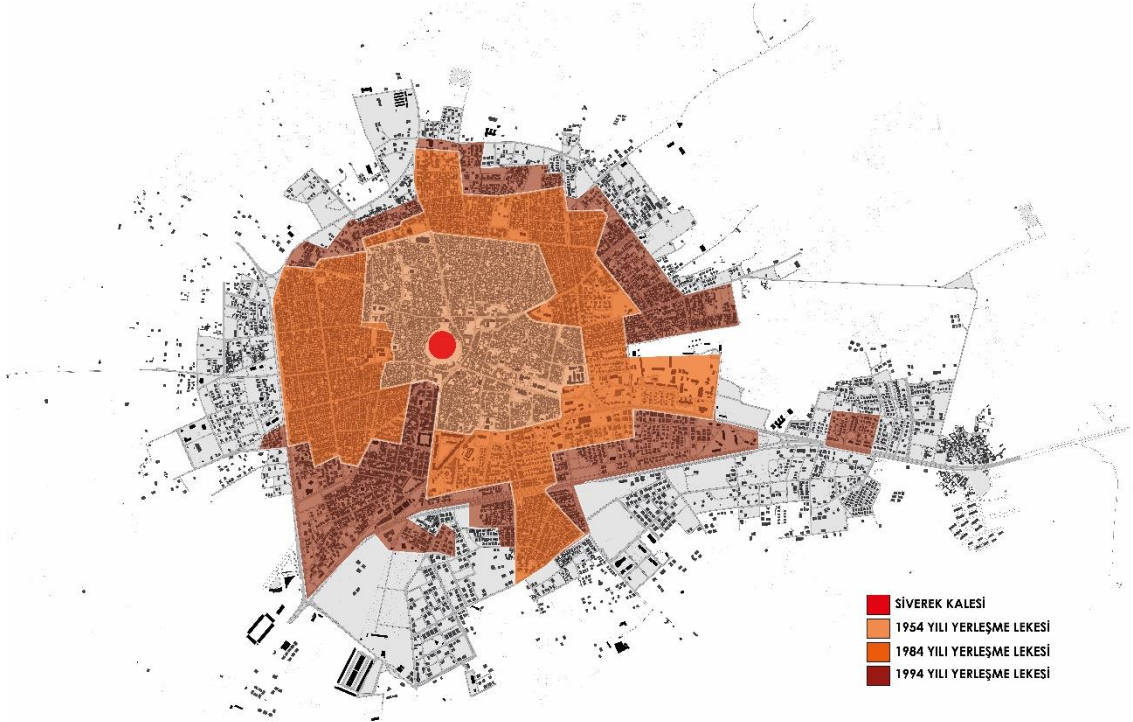 SİVEREK KALESİ
1954 YILI YERLEŞME LEKESİ
1984 YILI YERLEŞME LEKESİ
1994 YILI YERLEŞME LEKESİ